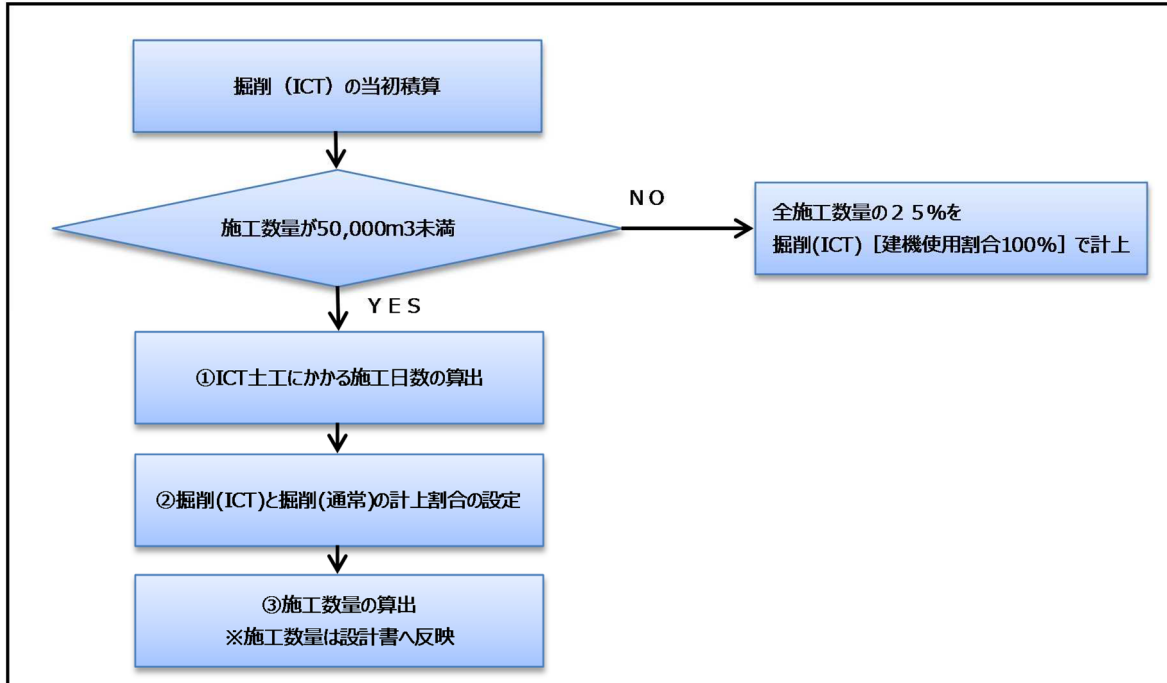 掘削（ICT）の当初積算
施工数量が50,000m3未満
ＮＯ
全施工数量の２５％を
掘削(ICT)［建機使用割合100％］で計上
ＹＥＳ
①ICT土工にかかる施工日数の算出
②掘削(ICT)と掘削(通常)の計上割合の設定
③施工数量の算出
※施工数量は設計書へ反映